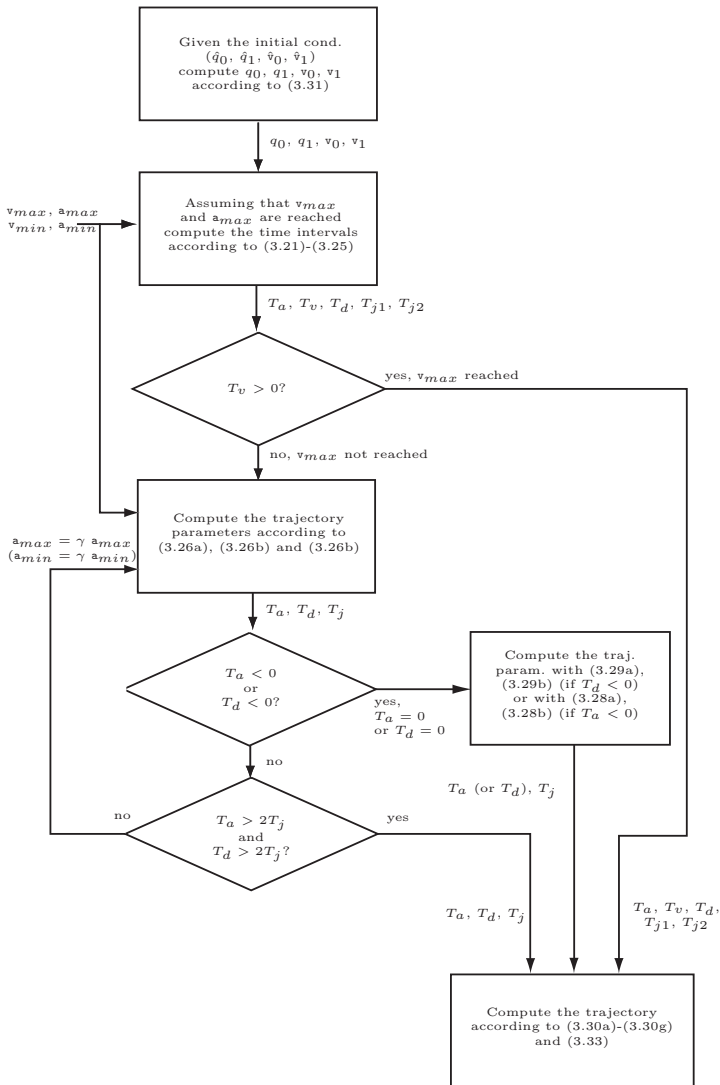 Given the initial cond.
(q̂0, q̂1, v̂0, v̂1)
compute q0, q1, v0, v1
according to (3.31)
q0, q1, v0, v1
vmax, amax
vmin, amin
Assuming that vmax
and amax are reached
compute the time intervals
according to (3.21)-(3.25)
Ta, Tv, Td, Tj1, Tj2
Tv > 0?
yes, vmax reached
no, vmax not reached
amax = γ amax
(amin = γ amin)
Compute the trajectory
parameters according to
(3.26a), (3.26b) and (3.26b)
Ta, Td, Tj
Ta < 0
or
Td < 0?
yes,
Ta = 0
or Td = 0
Compute the traj.
param. with (3.29a),
(3.29b) (if Td < 0)
or with (3.28a),
(3.28b) (if Ta < 0)
no
Ta (or Td), Tj
no
Ta > 2Tj
and
Td > 2Tj?
yes
Ta, Td, Tj
Ta, Tv, Td,
Tj1, Tj2
Compute the trajectory
according to (3.30a)-(3.30g)
and (3.33)